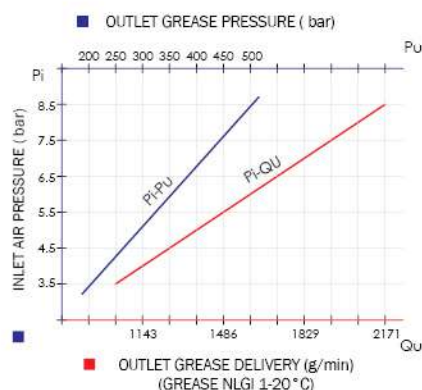 OUTLET GREASE PRESSURE ( bar)
200 250 300 350 400 450 500 Pu
Pi
8.5
7.5
6.5
5.5
4.5
3.5
INLET AIR PRESSURE ( bar)
Pi-PU
Pi-QU
1143 1486 1829 2171
Qu
OUTLET GREASE DELIVERY (g/min)
(GREASE NLGI 1-20°C)